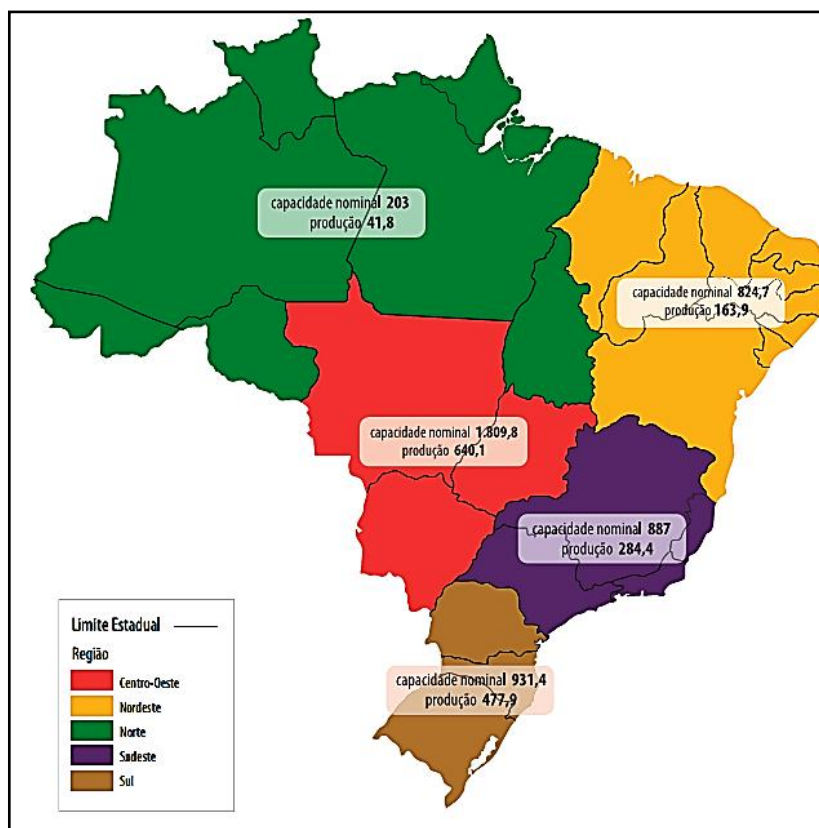 capacidade nominal 203
produção 41,8
capacidade nominal 824,7
produção 163,9
capacidade nominal 1.809,8
produção 640,1
capacidade nominal 887
produção 284,4
capacidade nominal 931,4
produção 477,9
Limite Estadual
Região
Centro-Oeste
Nordeste
Norte
Sudeste
Sul